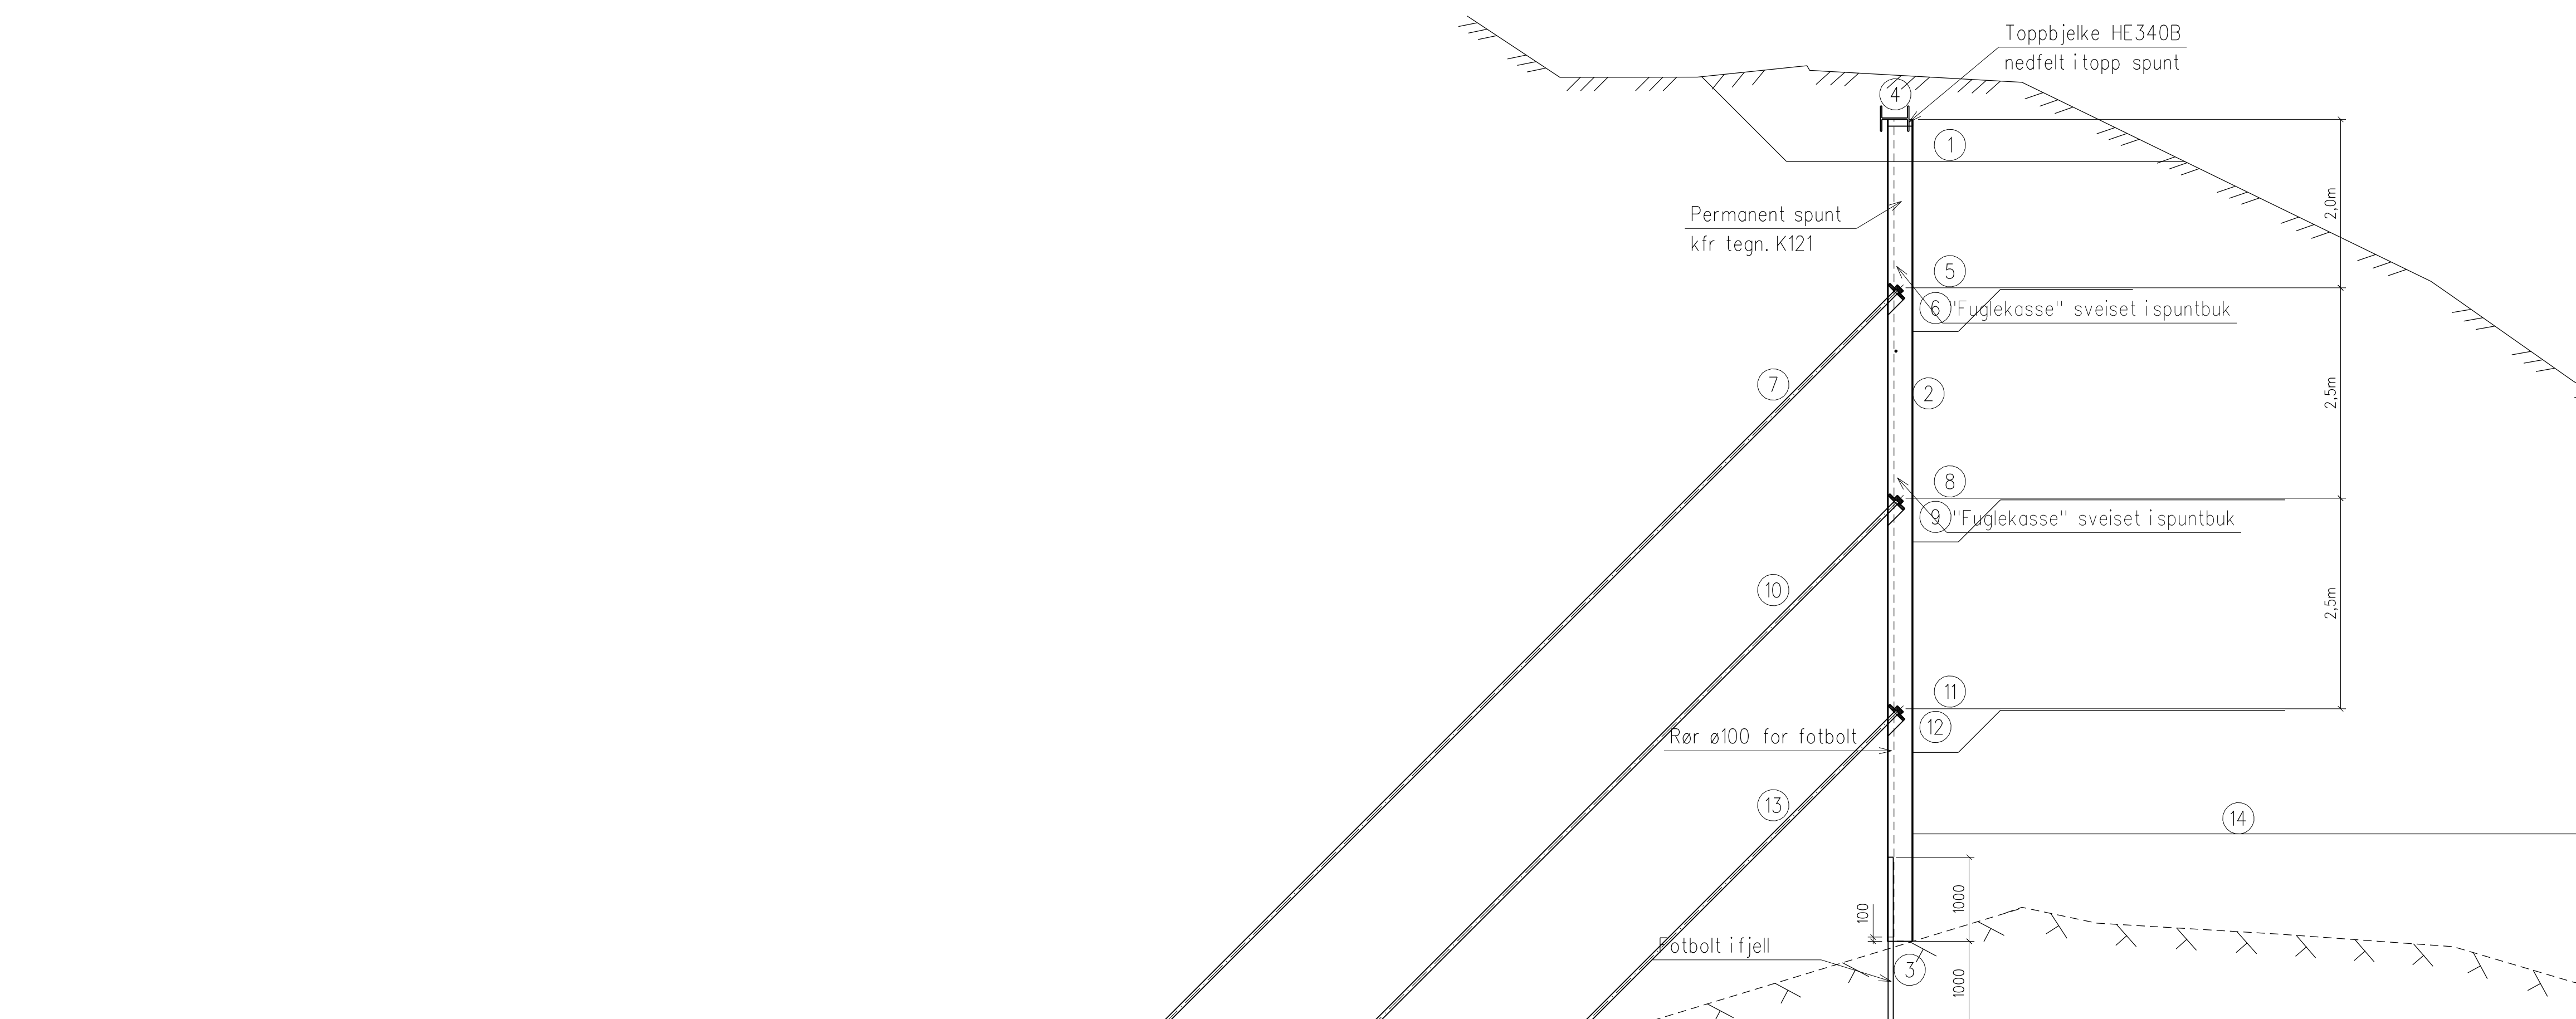 Toppbjelke HE340B
nedfelt i topp spunt
4
1
2,0m
Permanent spunt
kfr tegn. K121
5
6 "Fuglekasse" sveiset i spuntbuk
7
2
2,5m
8
9 "Fuglekasse" sveiset i spuntbuk
10
2,5m
11
12
Rør ø100 for fotbolt
13
14
100
1000
Fotbolt i fjell
3
1000